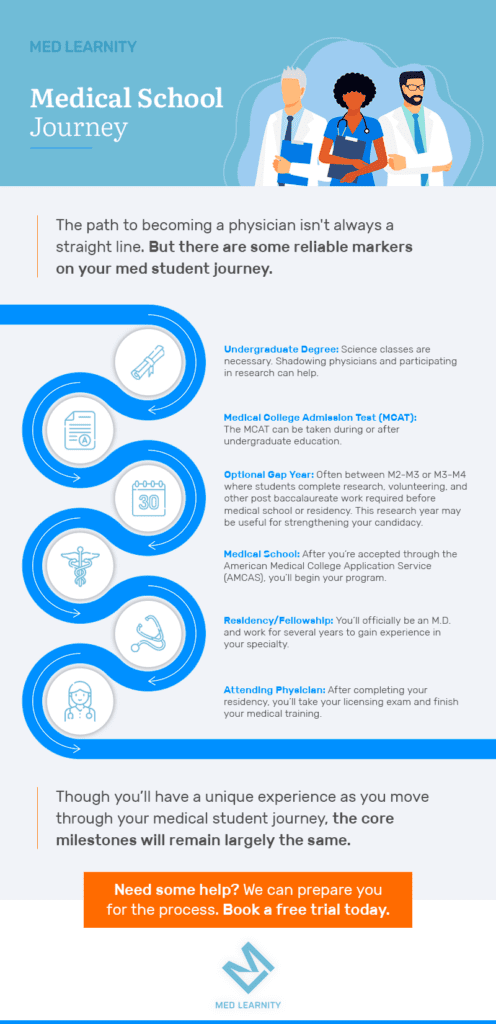 MED LEARNITY
Medical School
Journey
The path to becoming a physician isn't always a
straight line. But there are some reliable markers
on your med student journey.
Undergraduate Degree: Science classes are
necessary. Shadowing physicians and participating
in research can help.
A
Medical College Admission Test (MCAT):
The MCAT can be taken during or after
undergraduate education.
30
Optional Gap Year: Often between M2-M3 or M3-M4
where students complete research, volunteering, and
other post baccalaureate work required before
medical school or residency. This research year may
be useful for strengthening your candidacy.
Medical School: After you're accepted through the
American Medical College Application Service
(AMCAS), you'll begin your program.
Residency/Fellowship: You'll officially be an M.D.
and work for several years to gain experience in
your specialty.
Attending Physician: After completing your
residency, you'll take your licensing exam and finish
your medical training.
Though you'll have a unique experience as you move
through your medical student journey, the core
milestones will remain largely the same.
Need some help? We can prepare you
for the process. Book a free trial today.
MED LEARNITY